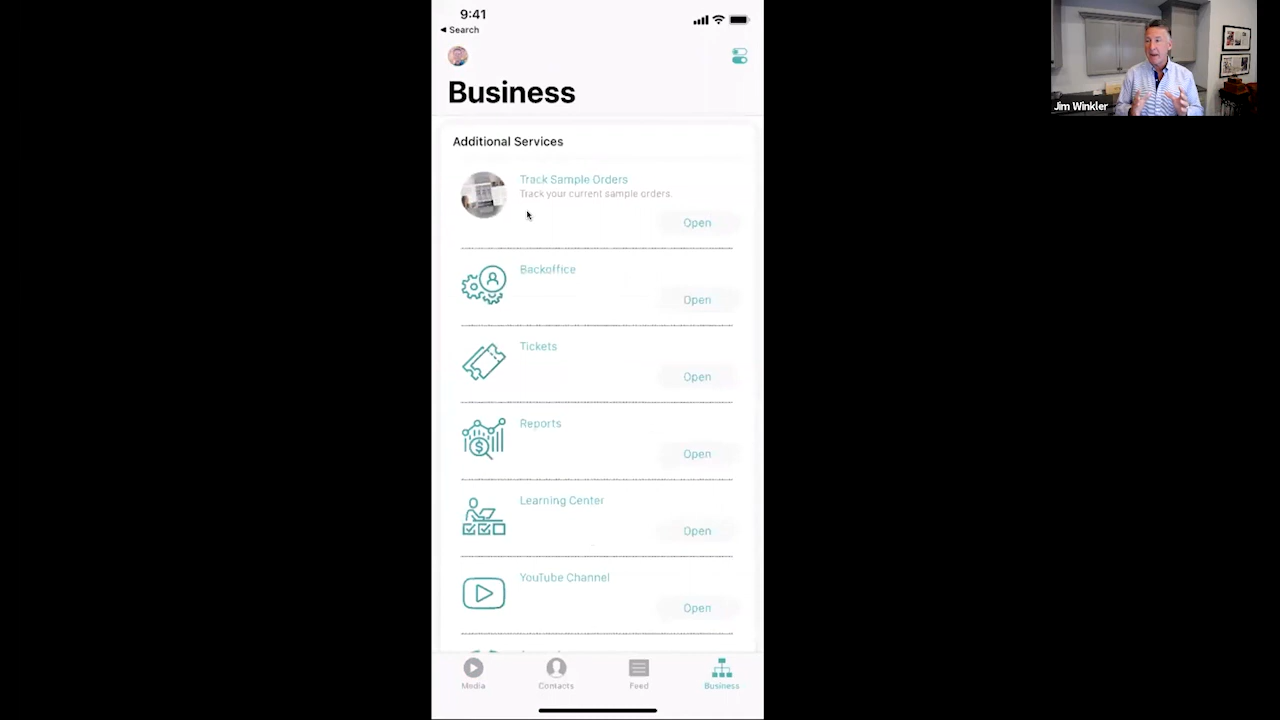 9:41
Search
Business
Additional Services
Track Sample Orders
Track your current sample orders.
Open
Backoffice
Open
Tickets
Open
Reports
Open
Learning Center
Open
YouTube Channel
Open
Media
Contacts
Feed
Business
Jim Winkler